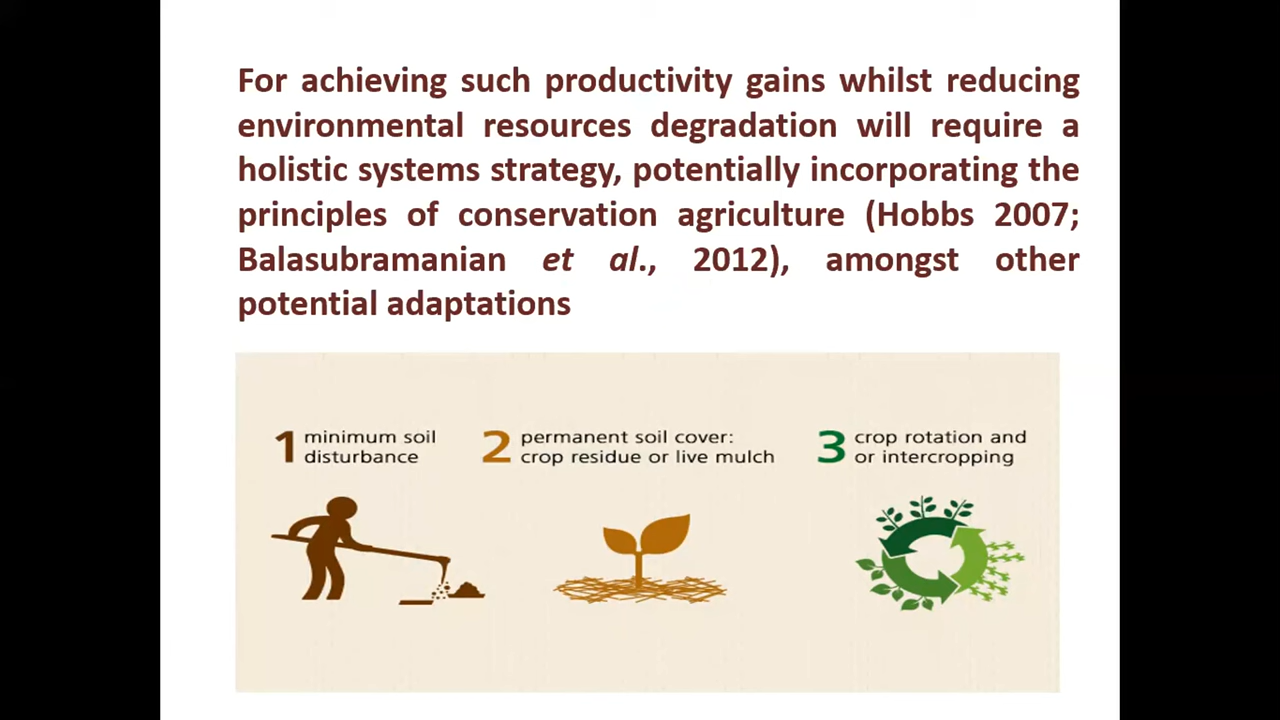 For achieving such productivity gains whilst reducing
environmental resources degradation will require a
holistic systems strategy, potentially incorporating the
principles of conservation agriculture (Hobbs 2007;
Balasubramanian et al., 2012), amongst other
potential adaptations
1 minimum soil
disturbance
2 permanent soil cover:
crop residue or live mulch
3 crop rotation and
or intercropping